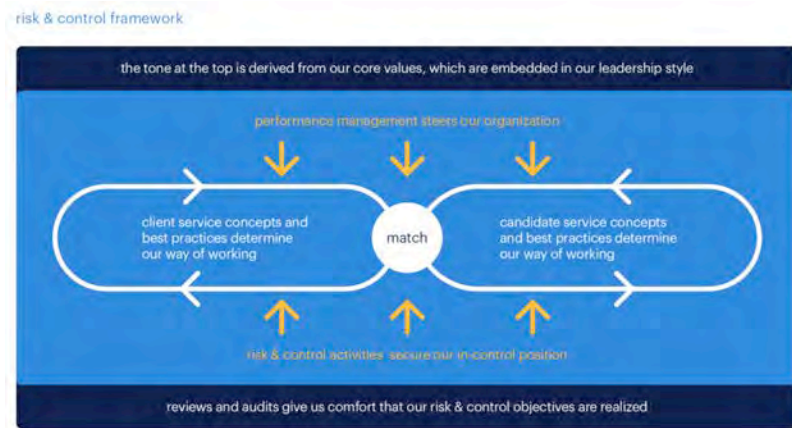 risk & control framework
the tone at the top is derived from our core values, which are embedded in our leadership style
performance management steers our organization
client service concepts and
best practices determine
our way of working
match
candidate service concepts
and best practices determine
our way of working
risk & control activities secure our in-control position
reviews and audits give us comfort that our risk & control objectives are realized